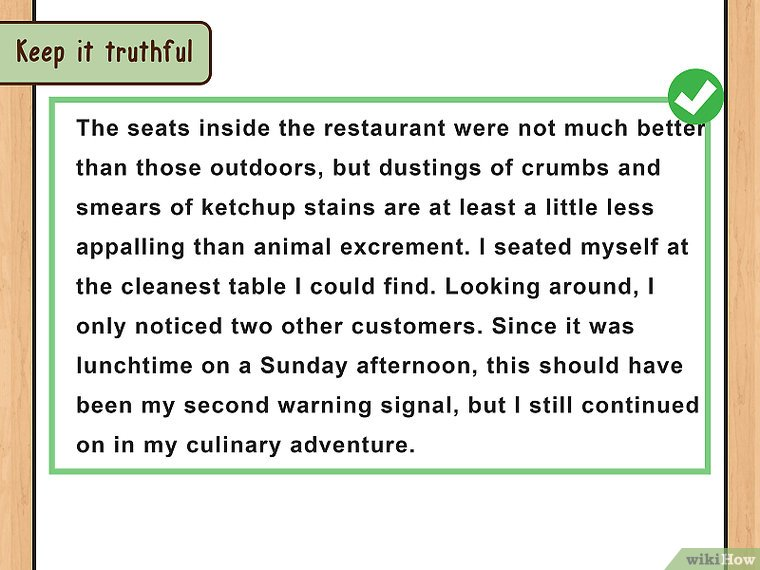 Keep it truthful
The seats inside the restaurant were not much better
than those outdoors, but dustings of crumbs and
smears of ketchup stains are at least a little less
appalling than animal excrement. I seated myself at
the cleanest table I could find. Looking around, I
only noticed two other customers. Since it was
lunchtime on a Sunday afternoon, this should have
been my second warning signal, but I still continued
on in my culinary adventure.
wikiHow